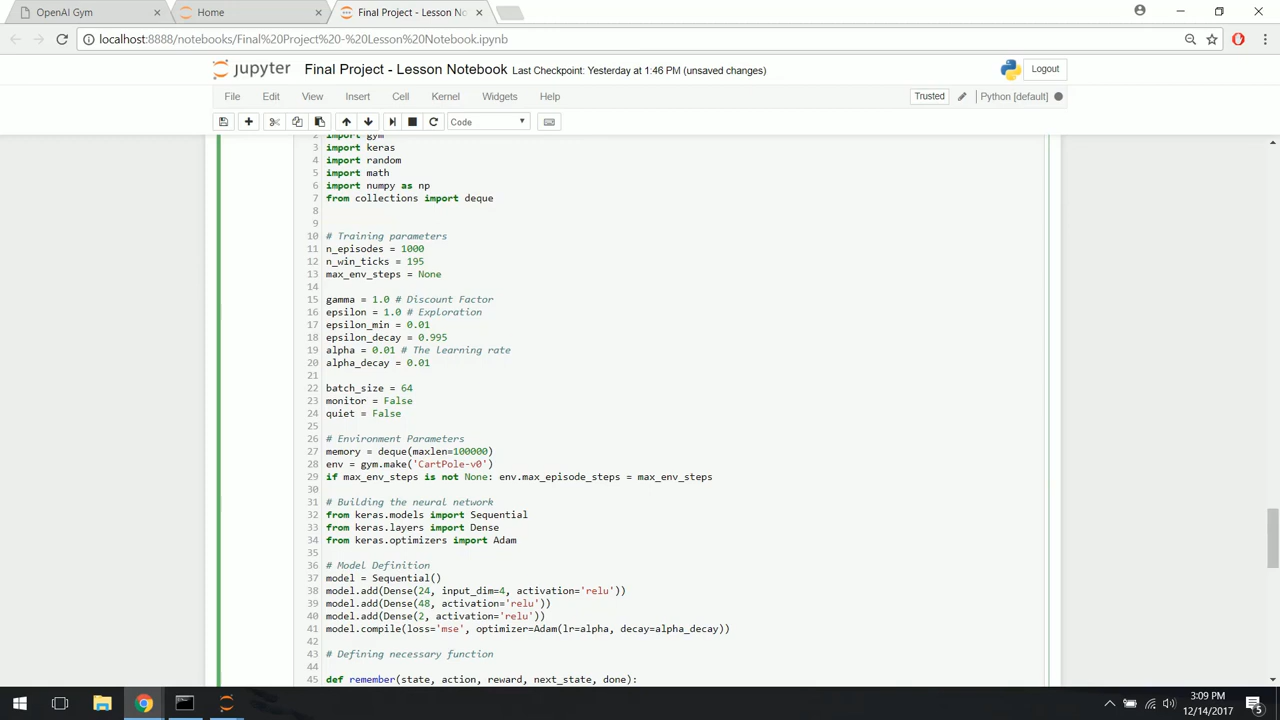 OpenAI Gym
Home
Final Project - Lesson No
localhost:8888/notebooks/Final%20Project%20-%20Lesson%20Notebook.ipynb
jupyter Final Project - Lesson Notebook Last Checkpoint: Yesterday at 1:46 PM (unsaved changes)
Logout
File Edit View Insert Cell Kernel Widgets Help
Trusted
Python [default]
Code
2 import gym
3 import keras
4 import random
5 import math
6 import numpy as np
7 from collections import deque
8
9
10 # Training parameters
11 n_episodes = 1000
12 n_win_ticks = 195
13 max_env_steps = None
14
15 gamma = 1.0 # Discount Factor
16 epsilon = 1.0 # Exploration
17 epsilon_min = 0.01
18 epsilon_decay = 0.995
19 alpha = 0.01 # The learning rate
20 alpha_decay = 0.01
21
22 batch_size = 64
23 monitor = False
24 quiet = False
25
26 # Environment Parameters
27 memory = deque(maxlen=100000)
28 env = gym.make('CartPole-v0')
29 if max_env_steps is not None: env.max_episode_steps = max_env_steps
30
31 # Building the neural network
32 from keras.models import Sequential
33 from keras.layers import Dense
34 from keras.optimizers import Adam
35
36 # Model Definition
37 model = Sequential()
38 model.add(Dense(24, input_dim=4, activation='relu'))
39 model.add(Dense(48, activation='relu'))
40 model.add(Dense(2, activation='relu'))
41 model.compile(loss='mse', optimizer=Adam(lr=alpha, decay=alpha_decay))
42
43 # Defining necessary function
44
45 def remember(state, action, reward, next_state, done):
3:09 PM
12/14/2017
5